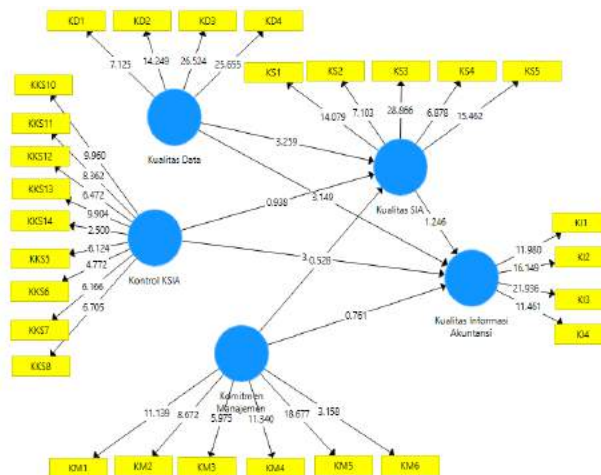 KD1 KD2 KD3 KD4
7.125 14.249 26.524 25.655
Kualitas Data
KS1 KS2 KS3 KS4 KS5
14.079 7.103 28.866 6.878 15.462
Kualitas SIA
KKS10
KKS11
KKS12
KKS13
KKS14
KKS5
KKS6
KKS7
KKS8
9.960
8.362
6.472
9.904
2.500
6.124
4.772
6.166
6.705
Kontrol KSIA
3.259
0.938
3.149
1.246
0.528
0.761
KI1
KI2
KI3
KI4
11.980
16.149
21.936
11.461
Kualitas Informasi
Akuntansi
Komitmen
Manajemen
11.139 8.672 5.975 11.340 18.677 3.158
KM1 KM2 KM3 KM4 KM5 KM6